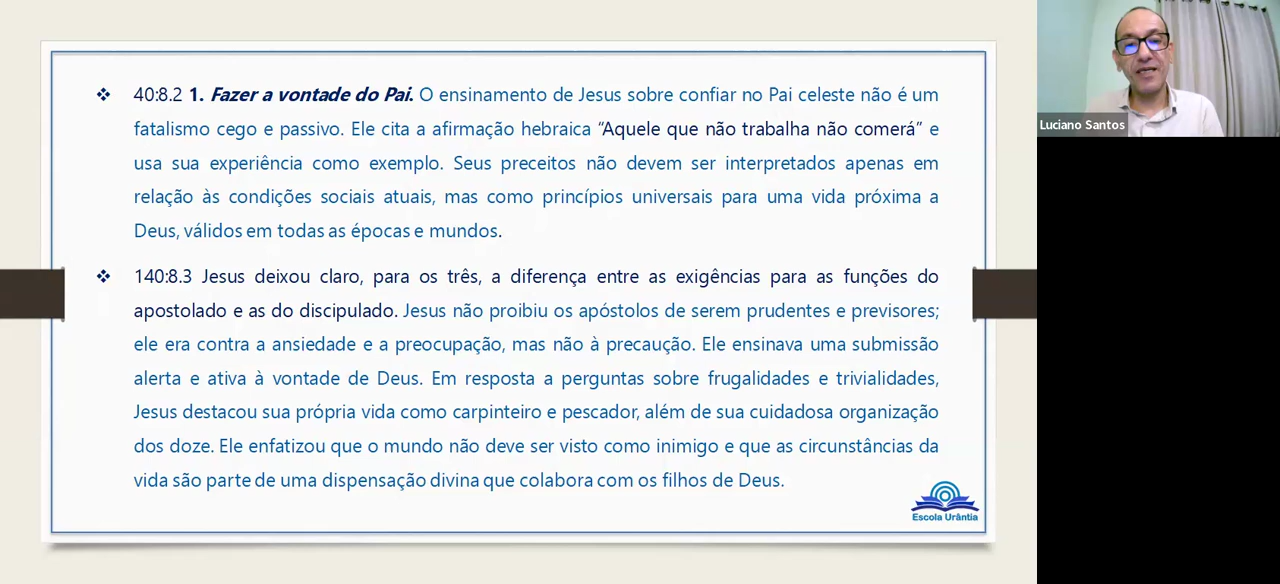 ❖ 40:8.2 1. Fazer a vontade do Pai. O ensinamento de Jesus sobre confiar no Pai celeste não é um
fatalismo cego e passivo. Ele cita a afirmação hebraica “Aquele que não trabalha não comerá” e
usa sua experiência como exemplo. Seus preceitos não devem ser interpretados apenas em
relação às condições sociais atuais, mas como princípios universais para uma vida próxima a
Deus, válidos em todas as épocas e mundos.
❖ 140:8.3 Jesus deixou claro, para os três, a diferença entre as exigências para as funções do
apostolado e as do discipulado. Jesus não proibiu os apóstolos de serem prudentes e previsores;
ele era contra a ansiedade e a preocupação, mas não à precaução. Ele ensinava uma submissão
alerta e ativa à vontade de Deus. Em resposta a perguntas sobre frugalidades e trivialidades,
Jesus destacou sua própria vida como carpinteiro e pescador, além de sua cuidadosa organização
dos doze. Ele enfatizou que o mundo não deve ser visto como inimigo e que as circunstâncias da
vida são parte de uma dispensação divina que colabora com os filhos de Deus.
Escola Urântia
Luciano Santos